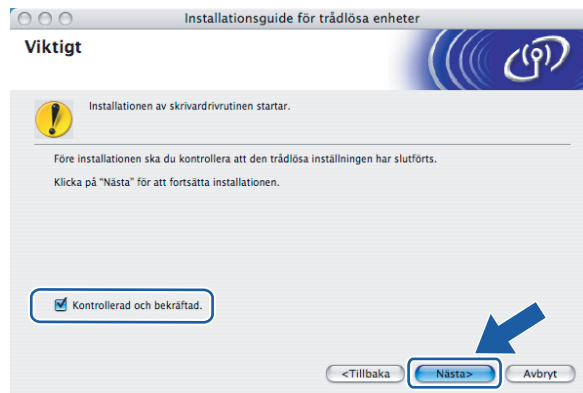 Installationsguide för trådlösa enheter
Viktigt
Installationen av skrivardrivrutinen startar.
Före installationen ska du kontrollera att den trådlösa inställningen har slutförts.
Klicka på "Nästa" för att fortsätta installationen.
Kontrollerad och bekräftad.
<Tillbaka
Nästa>
Avbryt